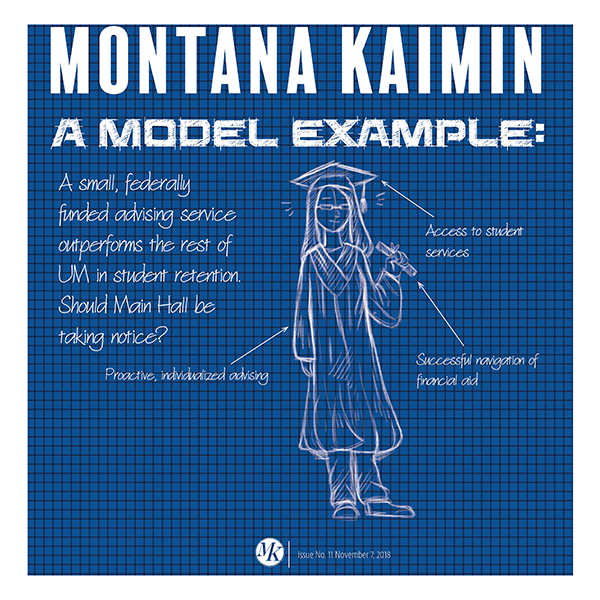 MONTANA KAIMIN
A MODEL EXAMPLE:
A small, federally
funded advising service
outperforms the rest of
UM in student retention.
Should Main Hall be
taking notice?
Access to student
services
Successful navigation of
financial aid
Proactive, individualized advising
MK
Issue No. 11 November 7, 2018